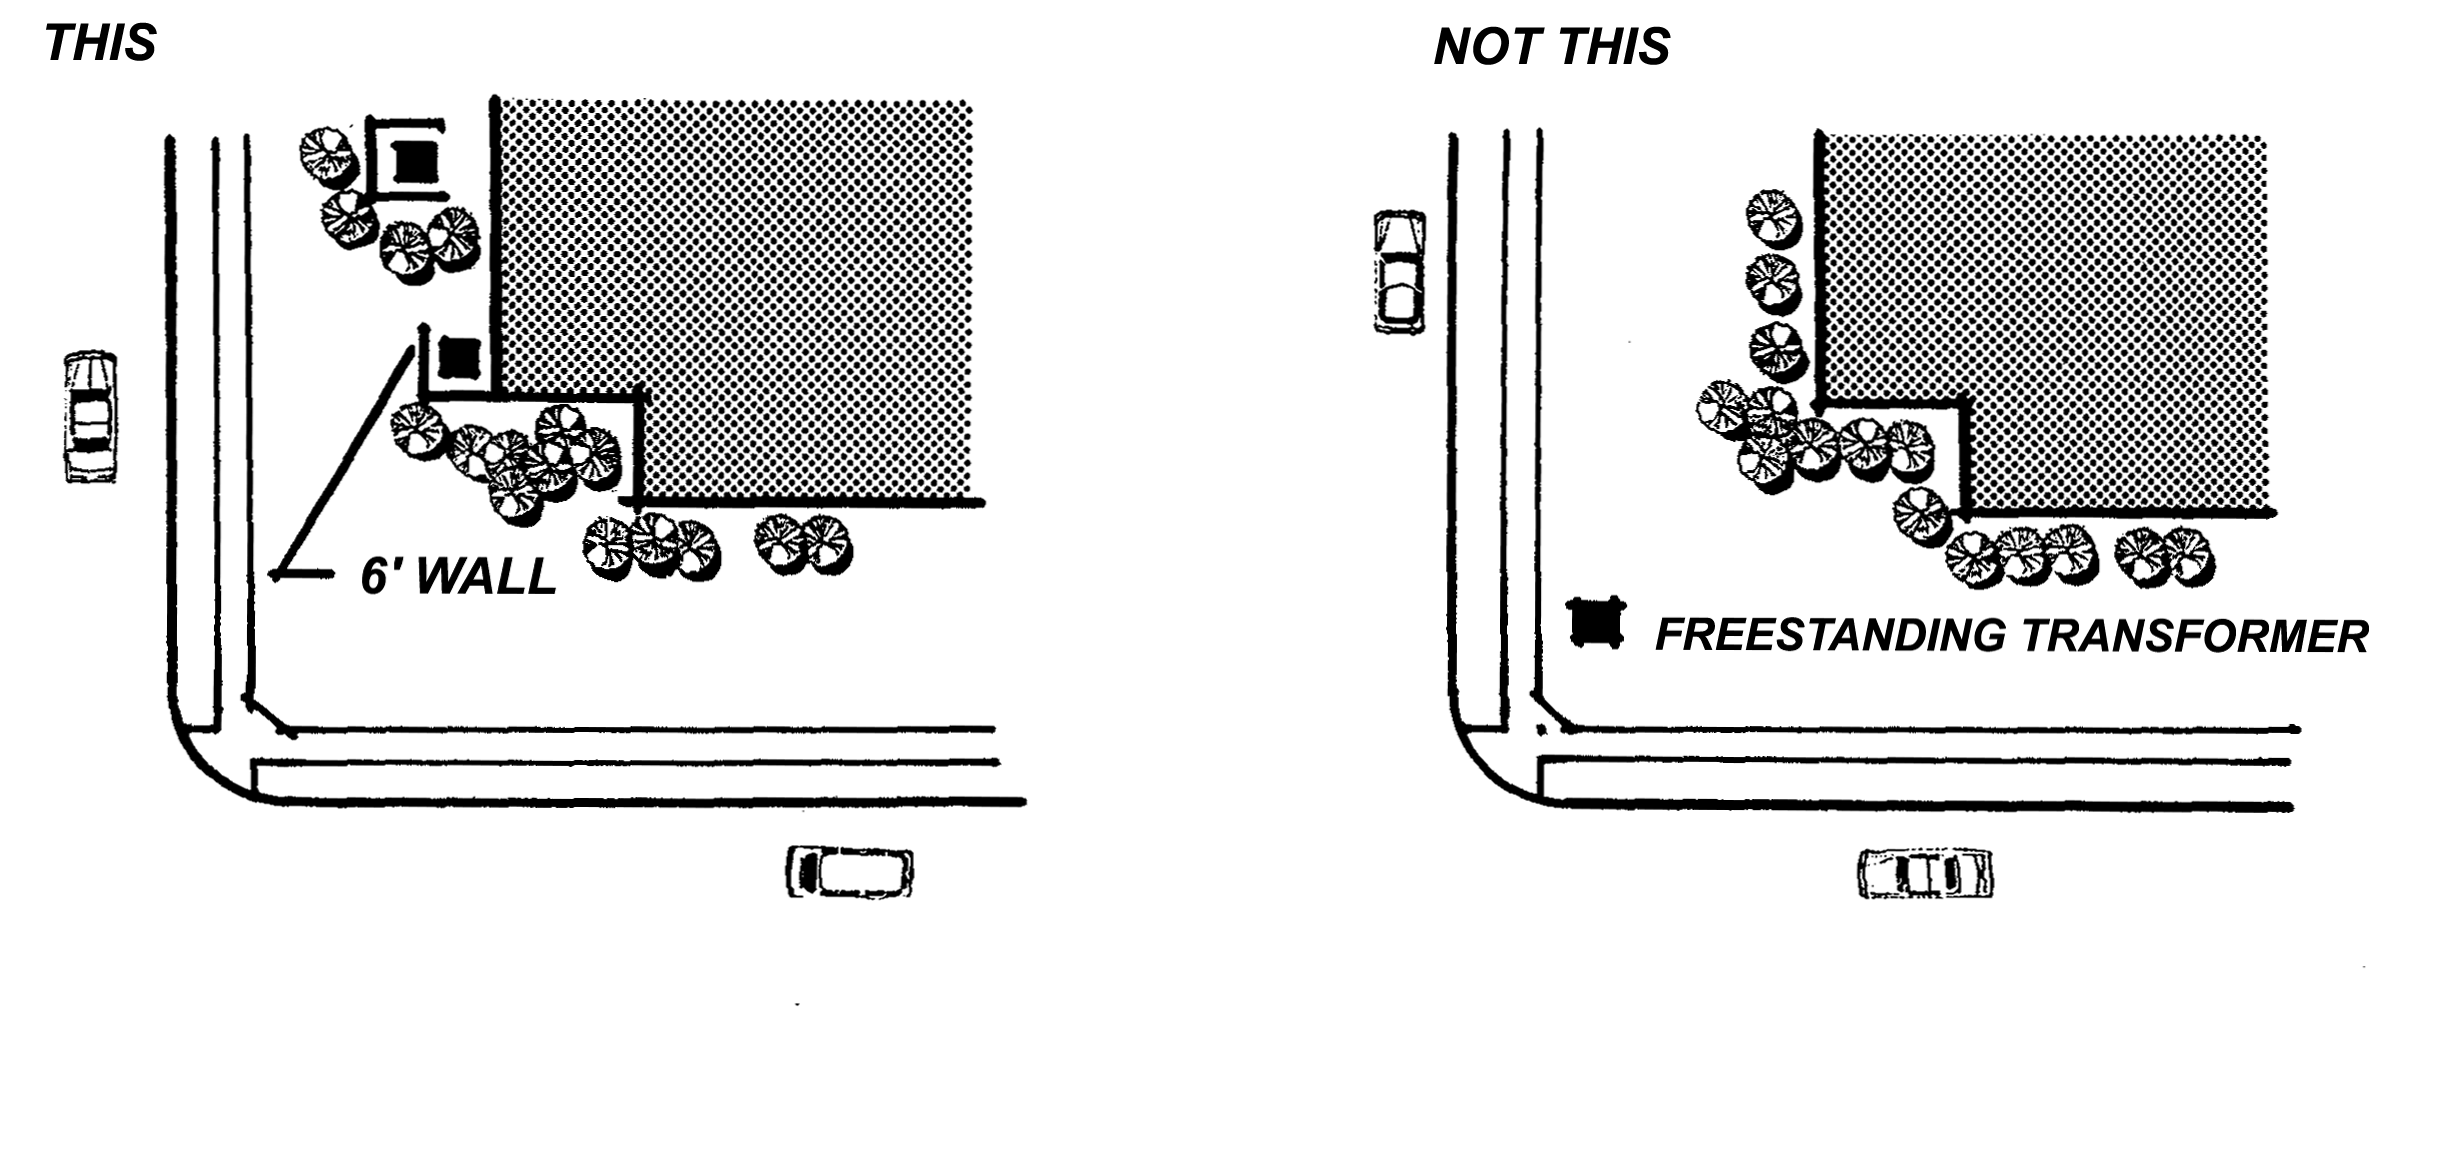 THIS
NOT THIS
6' WALL
FREESTANDING TRANSFORMER